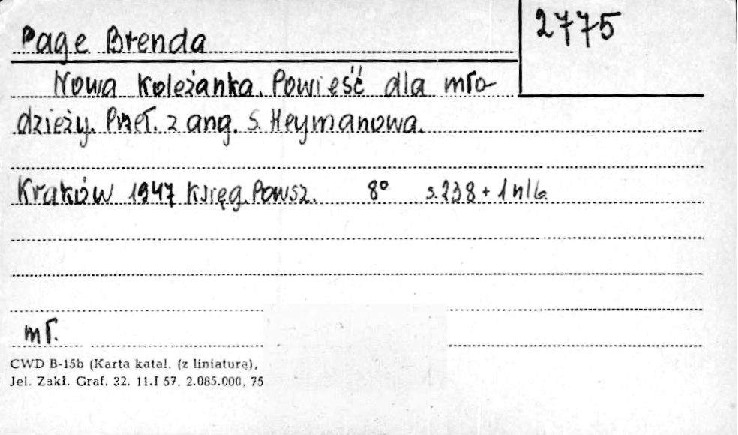 2775
Page Brenda
Nowa koleżanka. Powieść dla mło-
dzieży. Przeł. z ang. S. Heymanowa.
Kraków 1947 Księg. Powsz. 8° s. 238 + 1 nlb.
mł.
CWD B-15b (Karta katal. (z liniaturą),
Jel. Zakł. Graf. 32. 11.I 57. 2.085.000, 75